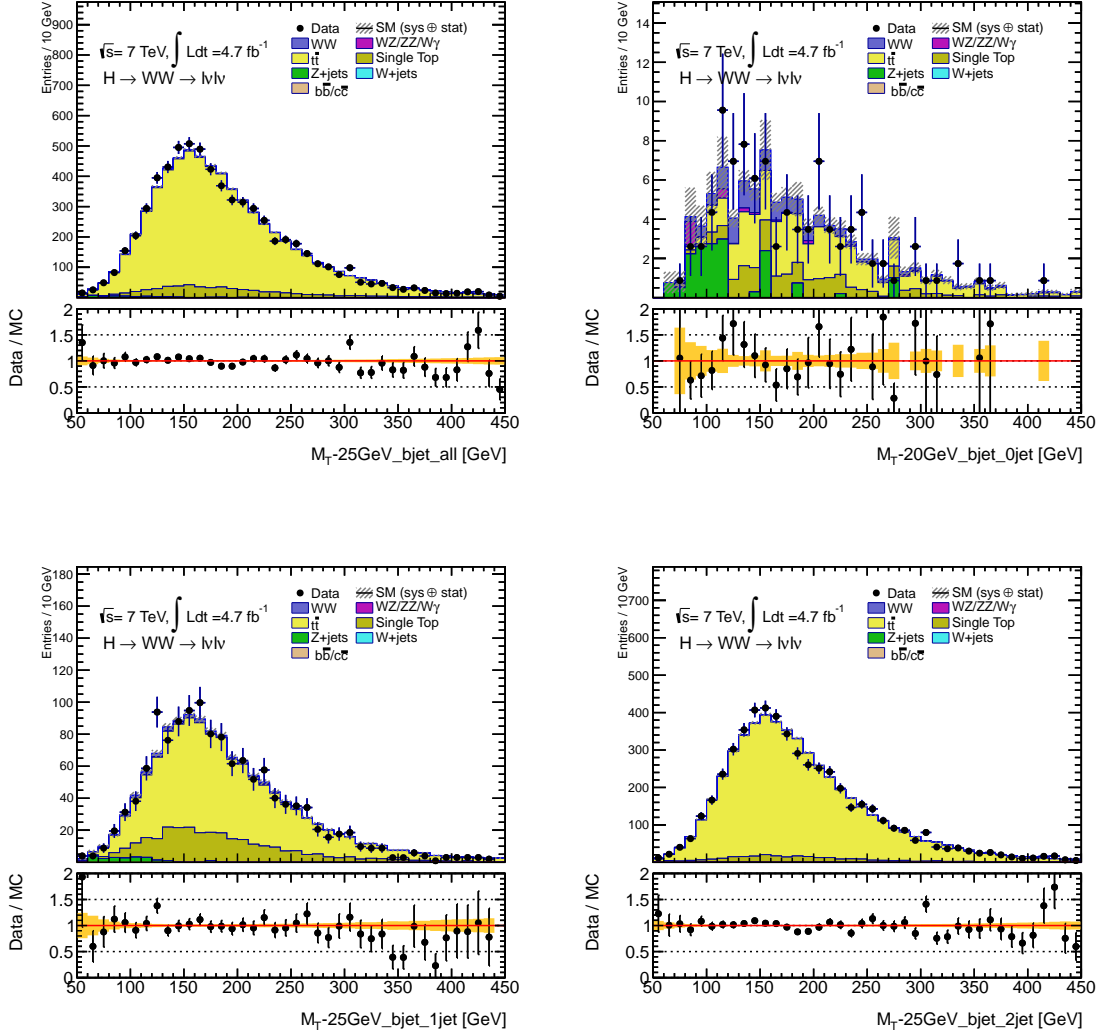 Entries / 10 GeV
900
800
700
600
500
400
300
200
100
√s = 7 TeV, ∫ Ldt = 4.7 fb⁻¹
H → WW → lνlν
Data
SM (sys ⊕ stat)
WW
WZ/ZZ/Wγ
tt̄
Single Top
Z+jets
W+jets
bb̄/cc̄
Data / MC
2
1.5
1
0.5
0
50 100 150 200 250 300 350 400 450
M_T-25GeV_bjet_all [GeV]
Entries / 10 GeV
14
12
10
8
6
4
2
√s = 7 TeV, ∫ Ldt = 4.7 fb⁻¹
H → WW → lνlν
Data
SM (sys ⊕ stat)
WW
WZ/ZZ/Wγ
tt̄
Single Top
Z+jets
W+jets
bb̄/cc̄
Data / MC
2
1.5
1
0.5
0
50 100 150 200 250 300 350 400 450
M_T-20GeV_bjet_0jet [GeV]
Entries / 10 GeV
180
160
140
120
100
80
60
40
20
√s = 7 TeV, ∫ Ldt = 4.7 fb⁻¹
H → WW → lνlν
Data
SM (sys ⊕ stat)
WW
WZ/ZZ/Wγ
tt̄
Single Top
Z+jets
W+jets
bb̄/cc̄
Data / MC
2
1.5
1
0.5
0
50 100 150 200 250 300 350 400 450
M_T-25GeV_bjet_1jet [GeV]
Entries / 10 GeV
700
600
500
400
300
200
100
√s = 7 TeV, ∫ Ldt = 4.7 fb⁻¹
H → WW → lνlν
Data
SM (sys ⊕ stat)
WW
WZ/ZZ/Wγ
tt̄
Single Top
Z+jets
W+jets
bb̄/cc̄
Data / MC
2
1.5
1
0.5
0
50 100 150 200 250 300 350 400 450
M_T-25GeV_bjet_2jet [GeV]